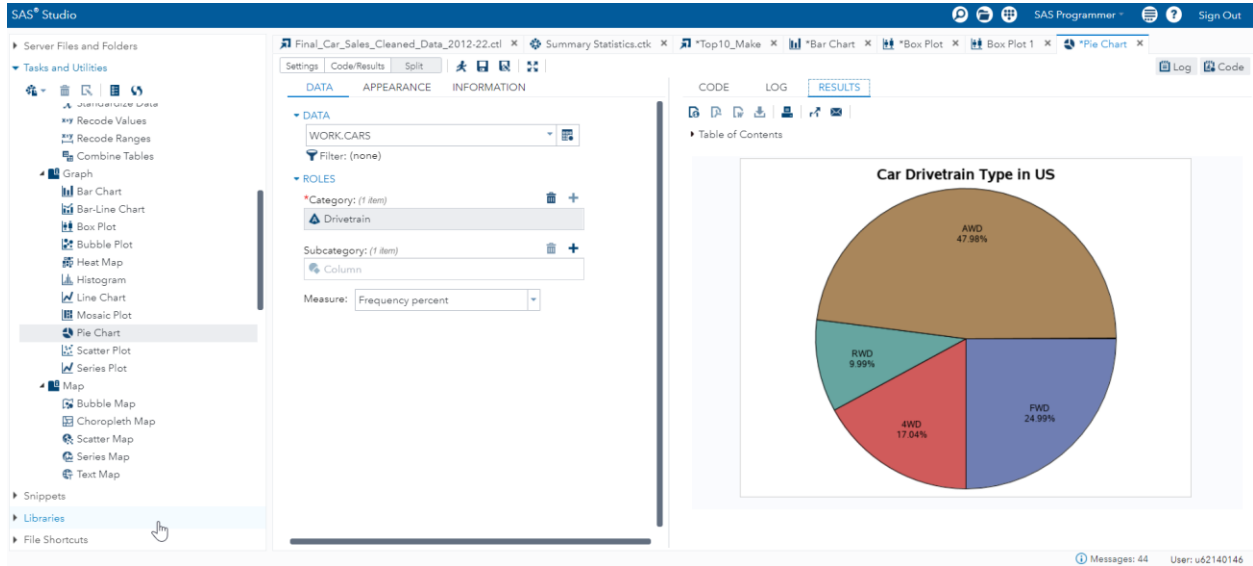 SAS® Studio
SAS Programmer
Sign Out
Server Files and Folders
Tasks and Utilities
Standardize Data
Recode Values
Recode Ranges
Combine Tables
Graph
Bar Chart
Bar-Line Chart
Box Plot
Bubble Plot
Heat Map
Histogram
Line Chart
Mosaic Plot
Pie Chart
Scatter Plot
Series Plot
Map
Bubble Map
Choropleth Map
Scatter Map
Series Map
Text Map
Snippets
Libraries
File Shortcuts
Final_Car_Sales_Cleaned_Data_2012-22.ctl × Summary Statistics.ctk × *Top10_Make × *Bar Chart × *Box Plot × Box Plot 1 × *Pie Chart ×
Settings Code/Results Split
Log Code
DATA APPEARANCE INFORMATION
DATA
WORK.CARS
Filter: (none)
ROLES
*Category: (1 item)
Drivetrain
Subcategory: (1 item)
Column
Measure: Frequency percent
CODE LOG RESULTS
Table of Contents
Car Drivetrain Type in US
AWD
47.98%
RWD
9.99%
4WD
17.04%
FWD
24.99%
Messages: 44 User: u62140146